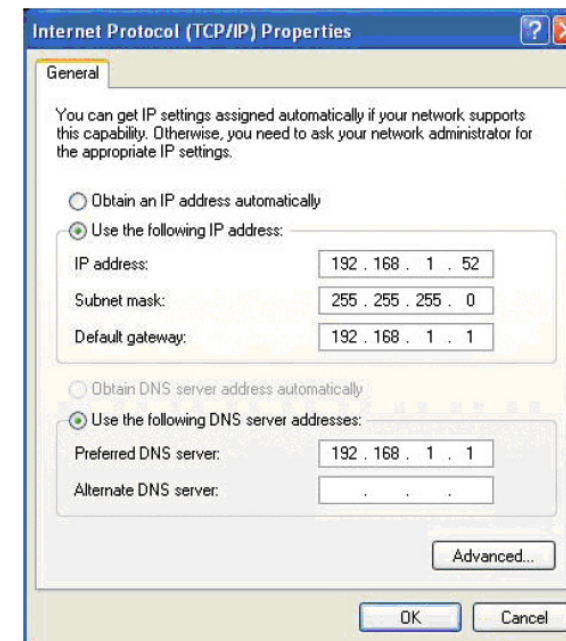 Internet Protocol (TCP/IP) Properties
General
You can get IP settings assigned automatically if your network supports
this capability. Otherwise, you need to ask your network administrator for
the appropriate IP settings.
Obtain an IP address automatically
Use the following IP address:
IP address: 192 . 168 . 1 . 52
Subnet mask: 255 . 255 . 255 . 0
Default gateway: 192 . 168 . 1 . 1
Obtain DNS server address automatically
Use the following DNS server addresses:
Preferred DNS server: 192 . 168 . 1 . 1
Alternate DNS server: . . .
Advanced...
OK Cancel